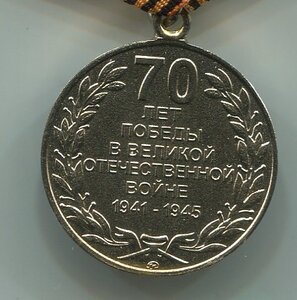 70
ЛЕТ
ПОБЕДЫ
В ВЕЛИКОЙ
ОТЕЧЕСТВЕННОЙ
ВОЙНЕ
1941 - 1945